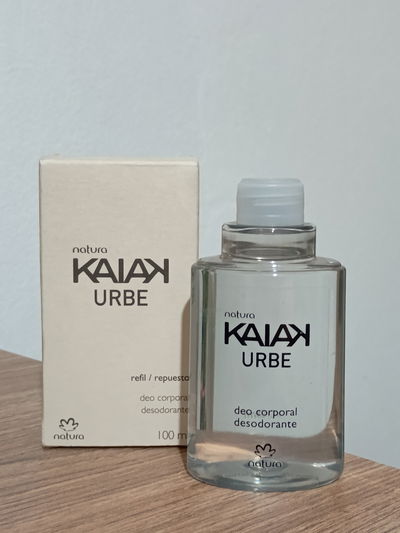 natura
KAIAK
URBE
refil / repuesto
deo corporal
desodorante
natura
100 m
natura
KAIAK
URBE
deo corporal
desodorante
natura